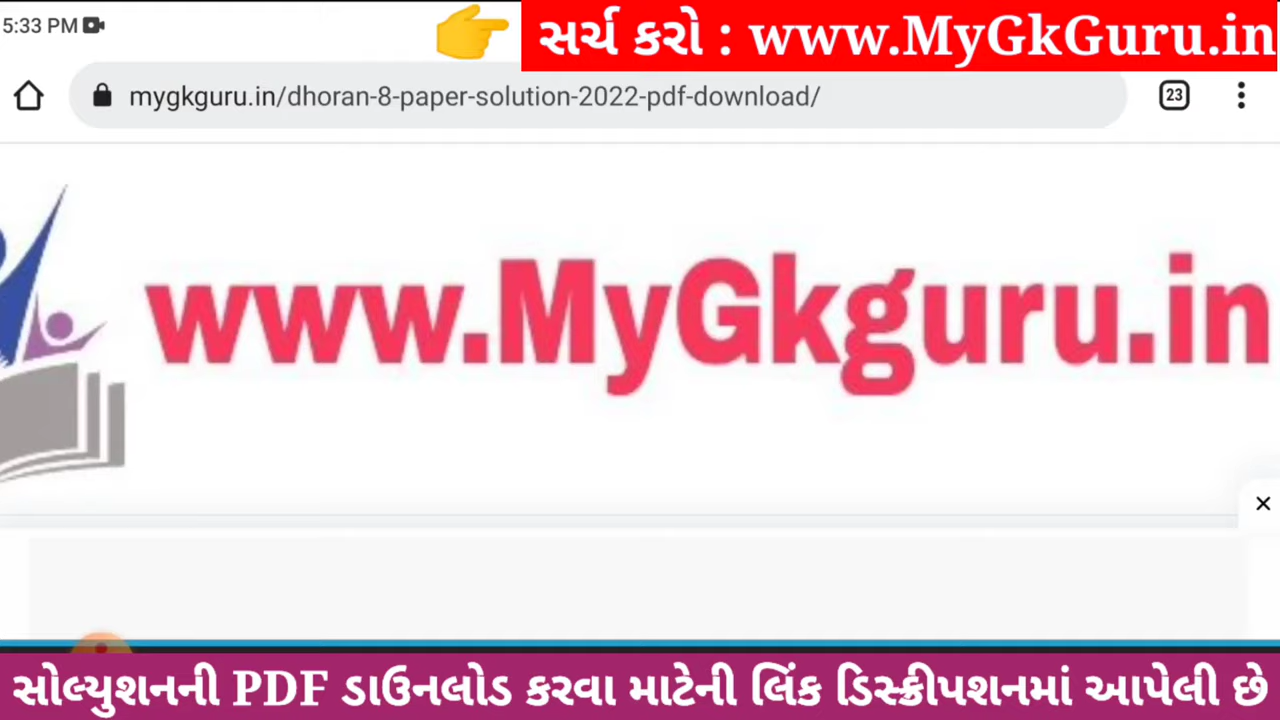 5:33 PM
સર્ચ કરો : www.MyGkGuru.in
mygkguru.in/dhoran-8-paper-solution-2022-pdf-download/
23
www.MyGkguru.in
સોલ્યુશનની PDF ડાઉનલોડ કરવા માટેની લિંક ડિસ્ક્રીપશનમાં આપેલી છે